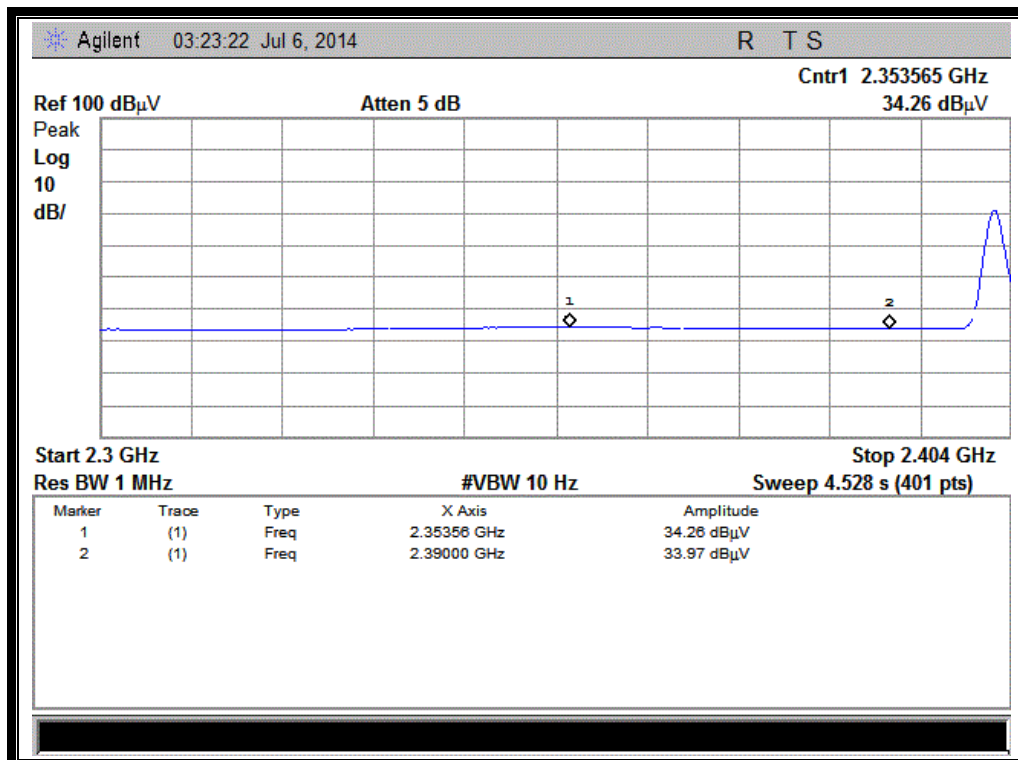 Agilent 03:23:22 Jul 6, 2014 R T S
Cntr1 2.353565 GHz
Ref 100 dBµV Atten 5 dB 34.26 dBµV
Peak
Log
10
dB/
1 2
Start 2.3 GHz Stop 2.404 GHz
Res BW 1 MHz #VBW 10 Hz Sweep 4.528 s (401 pts)
Marker Trace Type X Axis Amplitude
1 (1) Freq 2.35356 GHz 34.26 dBµV
2 (1) Freq 2.39000 GHz 33.97 dBµV